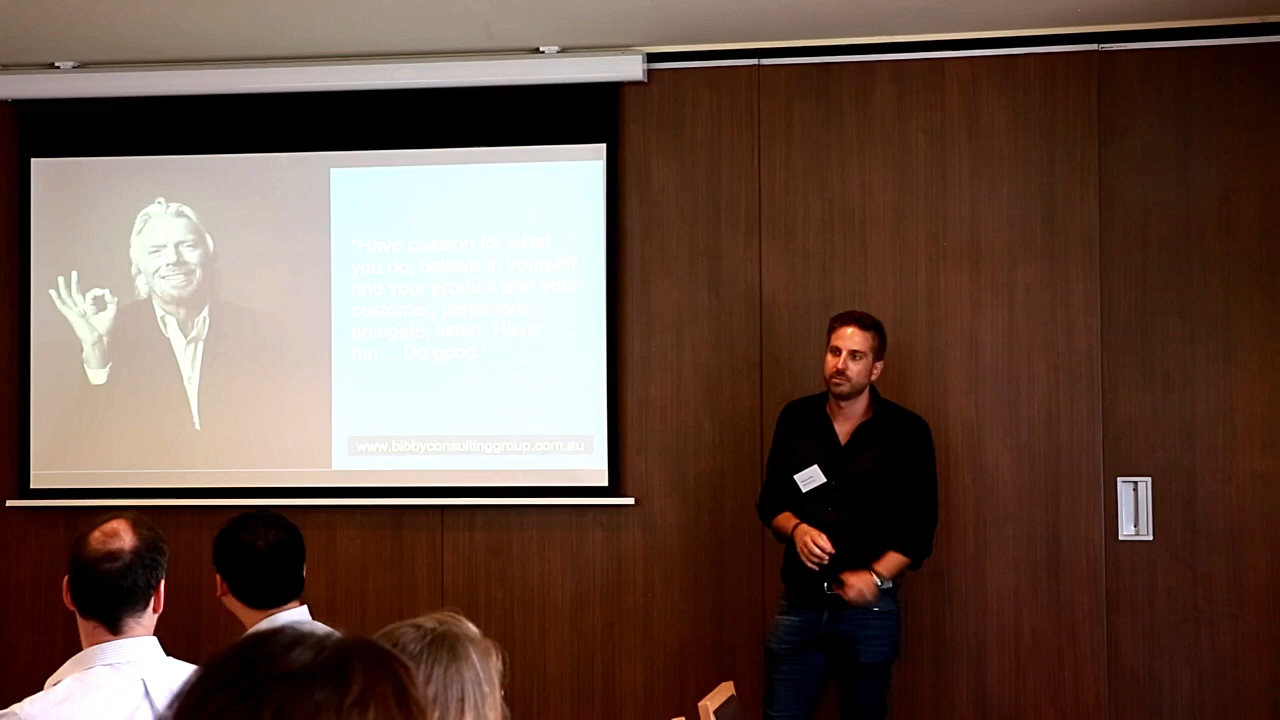 "Have passion for what
you do; believe in yourself
and your product and your
customer; persevere;
delegate; listen. Have
fun... Do good."
www.bibbyconsultinggroup.com.au